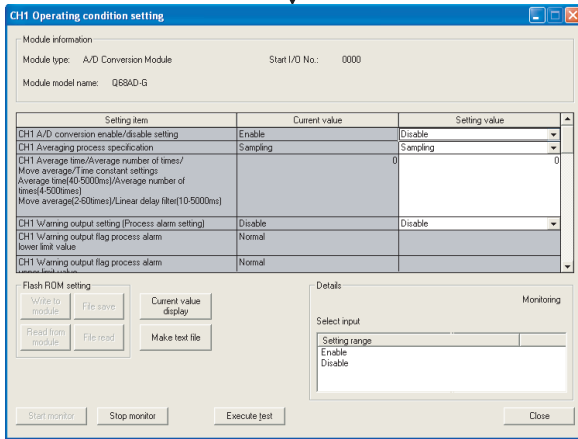 CH1 Operating condition setting
Module information
Module type: A/D Conversion Module Start I/O No.: 0000
Module model name: Q68AD-G
Setting item Current value Setting value
CH1 A/D conversion enable/disable setting Enable Disable
CH1 Averaging process specification Sampling Sampling
CH1 Average time/Average number of times/ 0 0
Move average/Time constant settings
Average time(40-5000ms)/Average number of
times(4-500times)
Move average(2-60times)/Linear delay filter(10-5000ms)
CH1 Warning output setting (Process alarm setting) Disable Disable
CH1 Warning output flag process alarm Normal
lower limit value
CH1 Warning output flag process alarm Normal
upper limit value
Flash ROM setting
Write to
module
File save
Current value
display
Read from
module
File read
Make text file
Details
Monitoring
Select input
Setting range
Enable
Disable
Start monitor Stop monitor Execute test Close